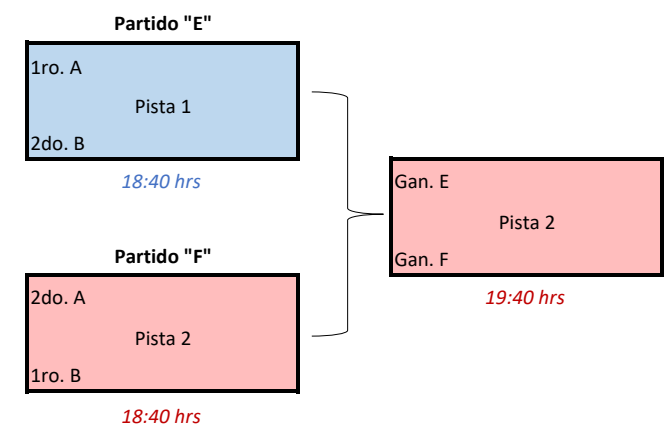 Partido "E"
1ro. A
Pista 1
2do. B
18:40 hrs
Partido "F"
2do. A
Pista 2
1ro. B
18:40 hrs
Gan. E
Pista 2
Gan. F
19:40 hrs